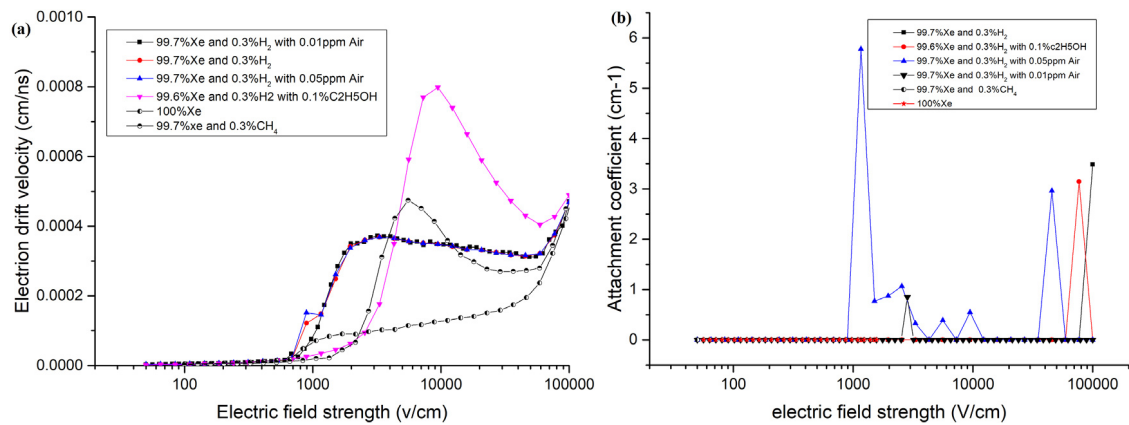 (a)
0.0010
0.0008
0.0006
0.0004
0.0002
0.0000
Electron drift velocity (cm/ns)
99.7%Xe and 0.3%H₂ with 0.01ppm Air
99.7%Xe and 0.3%H₂
99.7%Xe and 0.3%H₂ with 0.05ppm Air
99.6%Xe and 0.3%H2 with 0.1%C2H5OH
100%Xe
99.7%xe and 0.3%CH₄
100
1000
10000
100000
Electric field strength (v/cm)
(b)
6
5
4
3
2
1
0
Attachment coefficient (cm-1)
99.7%Xe and 0.3%H₂
99.6%Xe and 0.3%H₂ with 0.1%c2H5OH
99.7%Xe and 0.3%H₂ with 0.05ppm Air
99.7%Xe and 0.3%H₂ with 0.01ppm Air
99.7%Xe and 0.3%CH₄
100%Xe
100
1000
10000
100000
electric field strength (V/cm)